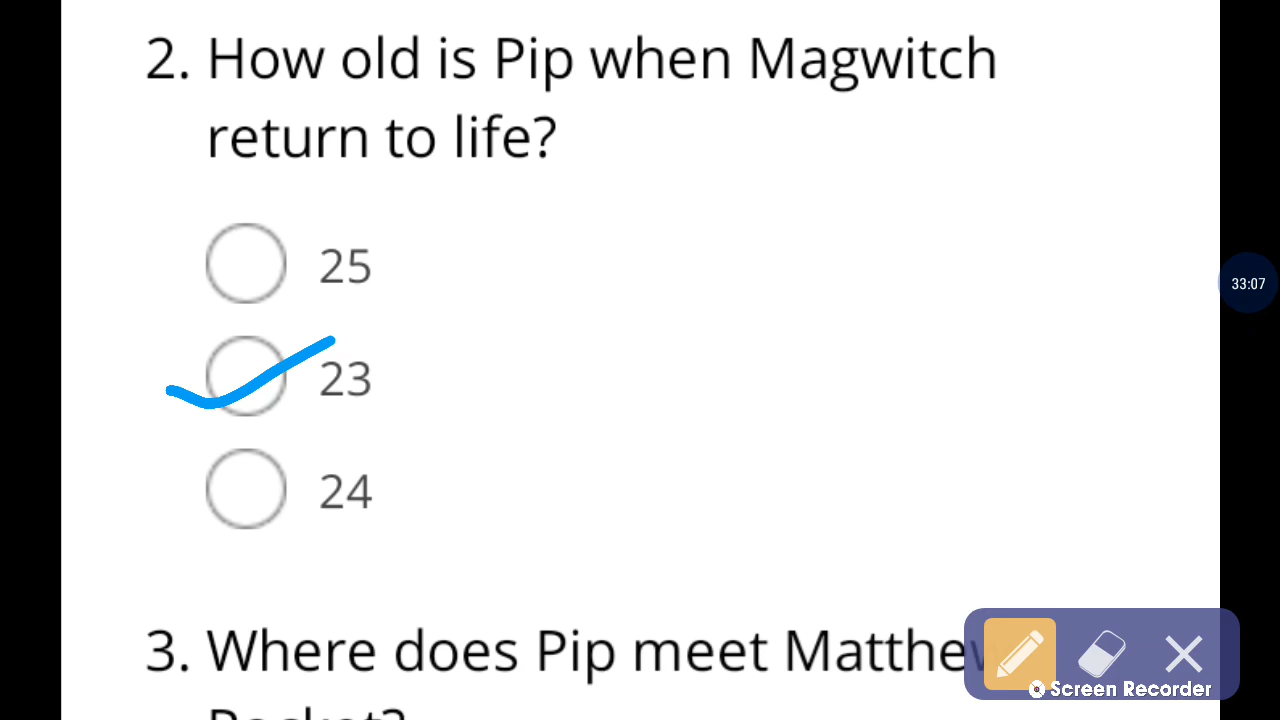 2. How old is Pip when Magwitch
return to life?
25
23
24
33:07
3. Where does Pip meet Matthew
Screen Recorder